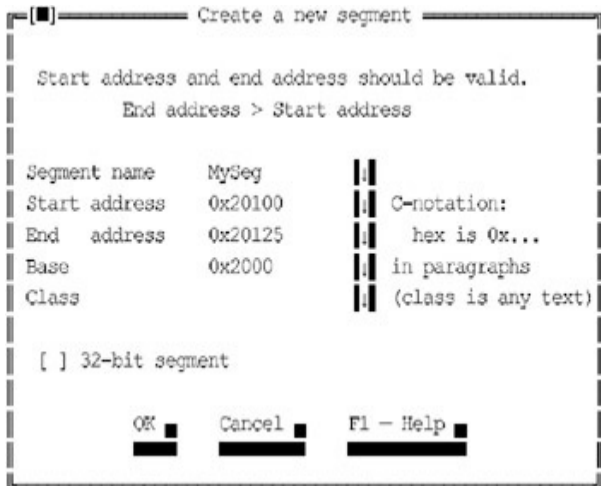 [■] Create a new segment
Start address and end address should be valid.
End address > Start address
Segment name MySeg ↓
Start address 0x20100 ↓ C-notation:
End address 0x20125 ↓ hex is 0x...
Base 0x2000 ↓ in paragraphs
Class ↓ (class is any text)
[ ] 32-bit segment
OK Cancel F1 — Help